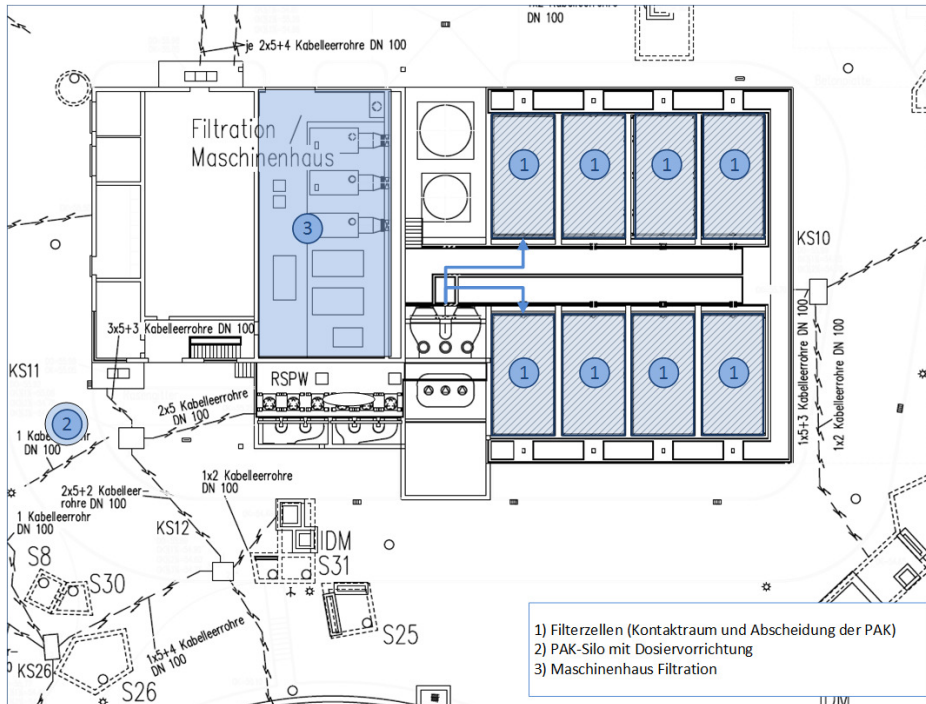 1x2 Kabelleerrohre
DN 100
je 2x5+4 Kabelleerrohre DN 100
Filtration /
Maschinenhaus
1
1
1
1
3
KS10
3x5+3 Kabelleerrohre DN 100
KS11
RSPW
1
1
1
1
1x5+3 Kabelleerrohre DN 100
1x2 Kabelleerrohre DN 100
2
2x5 Kabelleerrohre
DN 100
DN 100
1x2 Kabelleerrohre
DN 100
2x5+2 Kabelleer-
rohre DN 100
1 Kabelleerrohr
DN 100
KS12
IDM
S31
S8
S30
S25
1x5+4 Kabelleerrohre
DN 100
KS26
S26
1) Filterzellen (Kontaktraum und Abscheidung der PAK)
2) PAK-Silo mit Dosiervorrichtung
3) Maschinenhaus Filtration